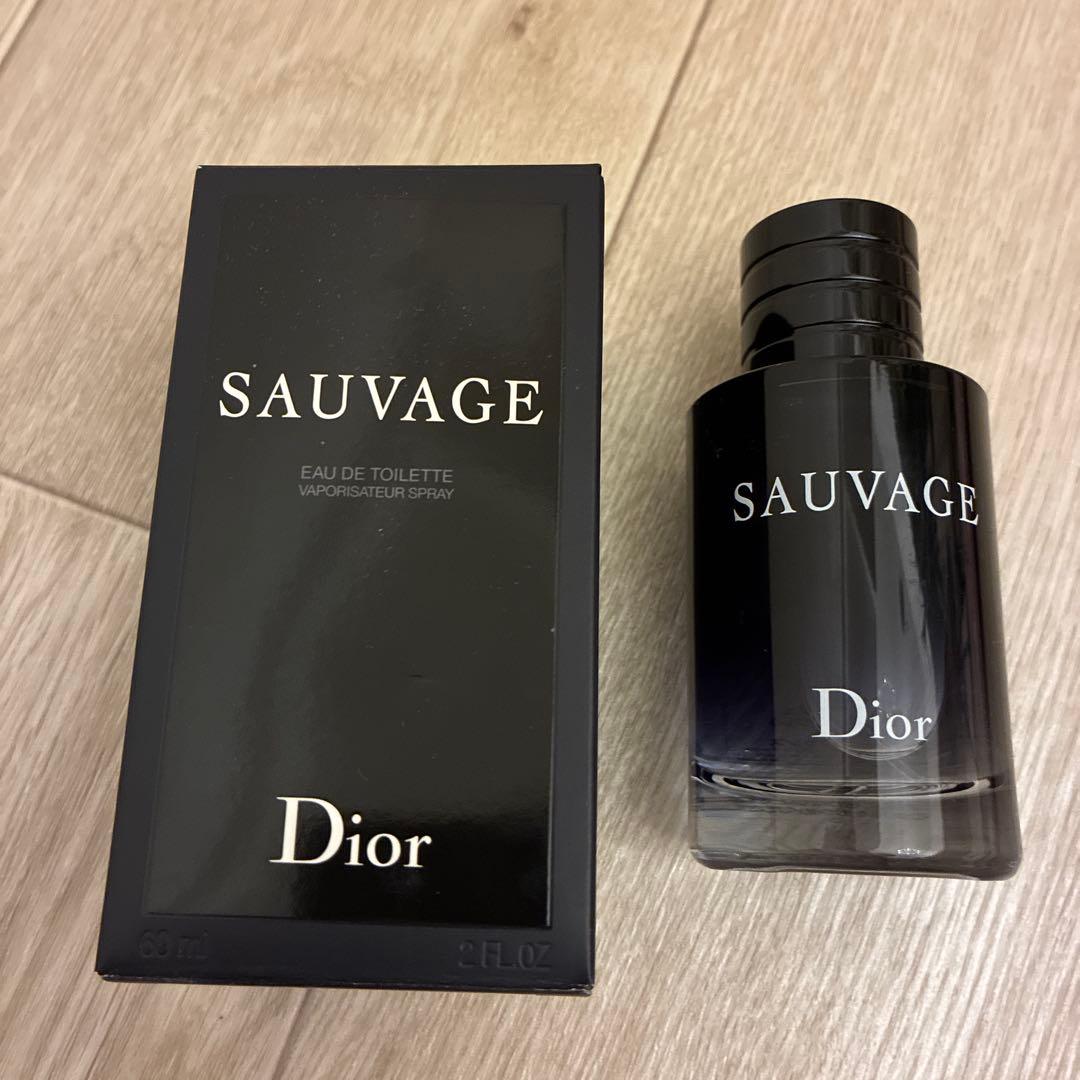 SAUVAGE
EAU DE TOILETTE
VAPORISATEUR SPRAY
Dior
60 ml 2 FL.OZ
SAUVAGE
Dior